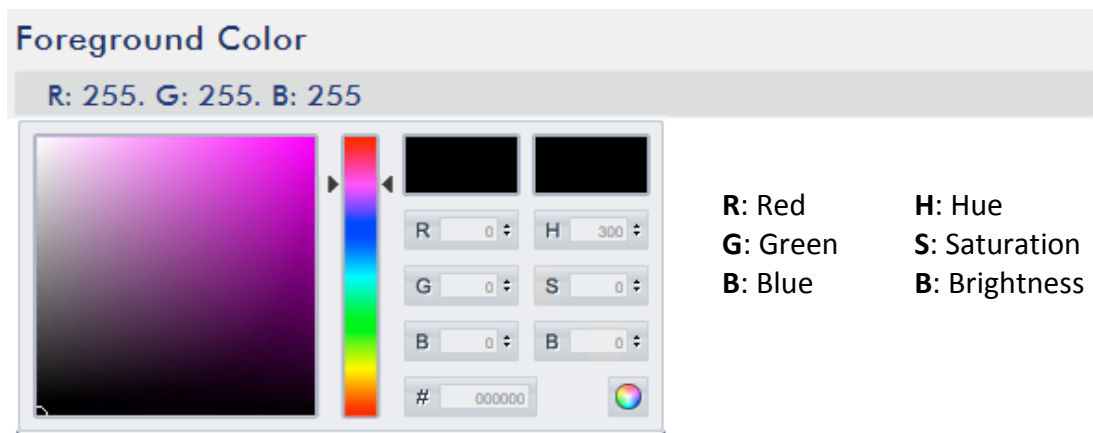 Foreground Color
R: 255. G: 255. B: 255
R 0 H 300
G 0 S 0
B 0 B 0
# 000000
R: Red H: Hue
G: Green S: Saturation
B: Blue B: Brightness